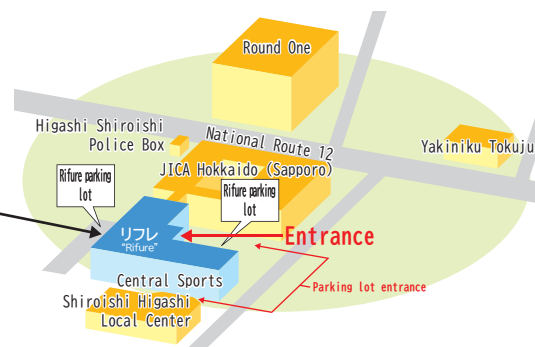 Round One
National Route 12
Higashi Shiroishi
Police Box
Yakiniku Tokuju
JICA Hokkaido (Sapporo)
Rifure parking
lot
Rifure parking
lot
リフレ
"Rifure"
Entrance
Central Sports
Parking lot entrance
Shiroishi Higashi
Local Center